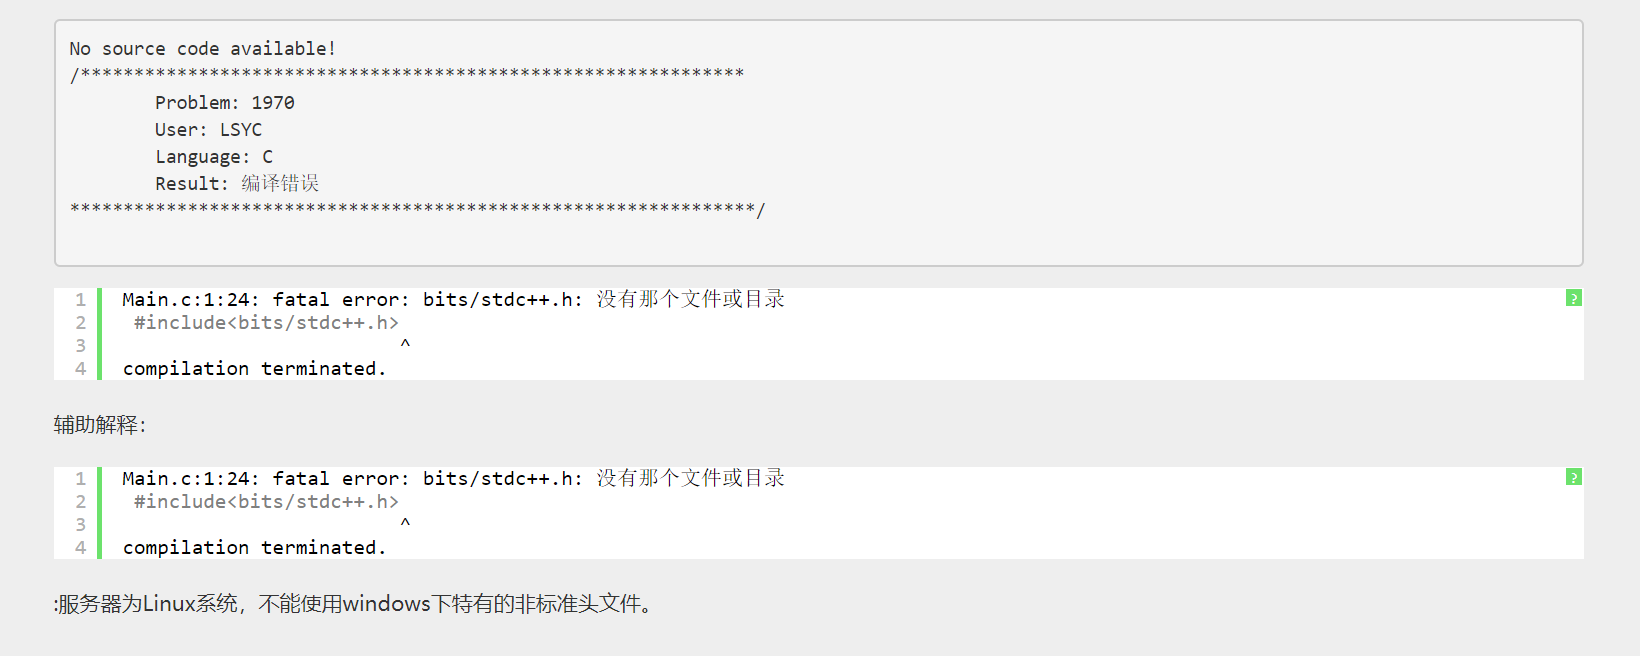 No source code available!
/**************************************************************
Problem: 1970
User: LSYC
Language: C
Result: 编译错误
****************************************************************/
1 Main.c:1:24: fatal error: bits/stdc++.h: 没有那个文件或目录
?
2 #include<bits/stdc++.h>
3 ^
4 compilation terminated.
辅助解释：
1 Main.c:1:24: fatal error: bits/stdc++.h: 没有那个文件或目录
?
2 #include<bits/stdc++.h>
3 ^
4 compilation terminated.
:服务器为Linux系统，不能使用windows下特有的非标准头文件。